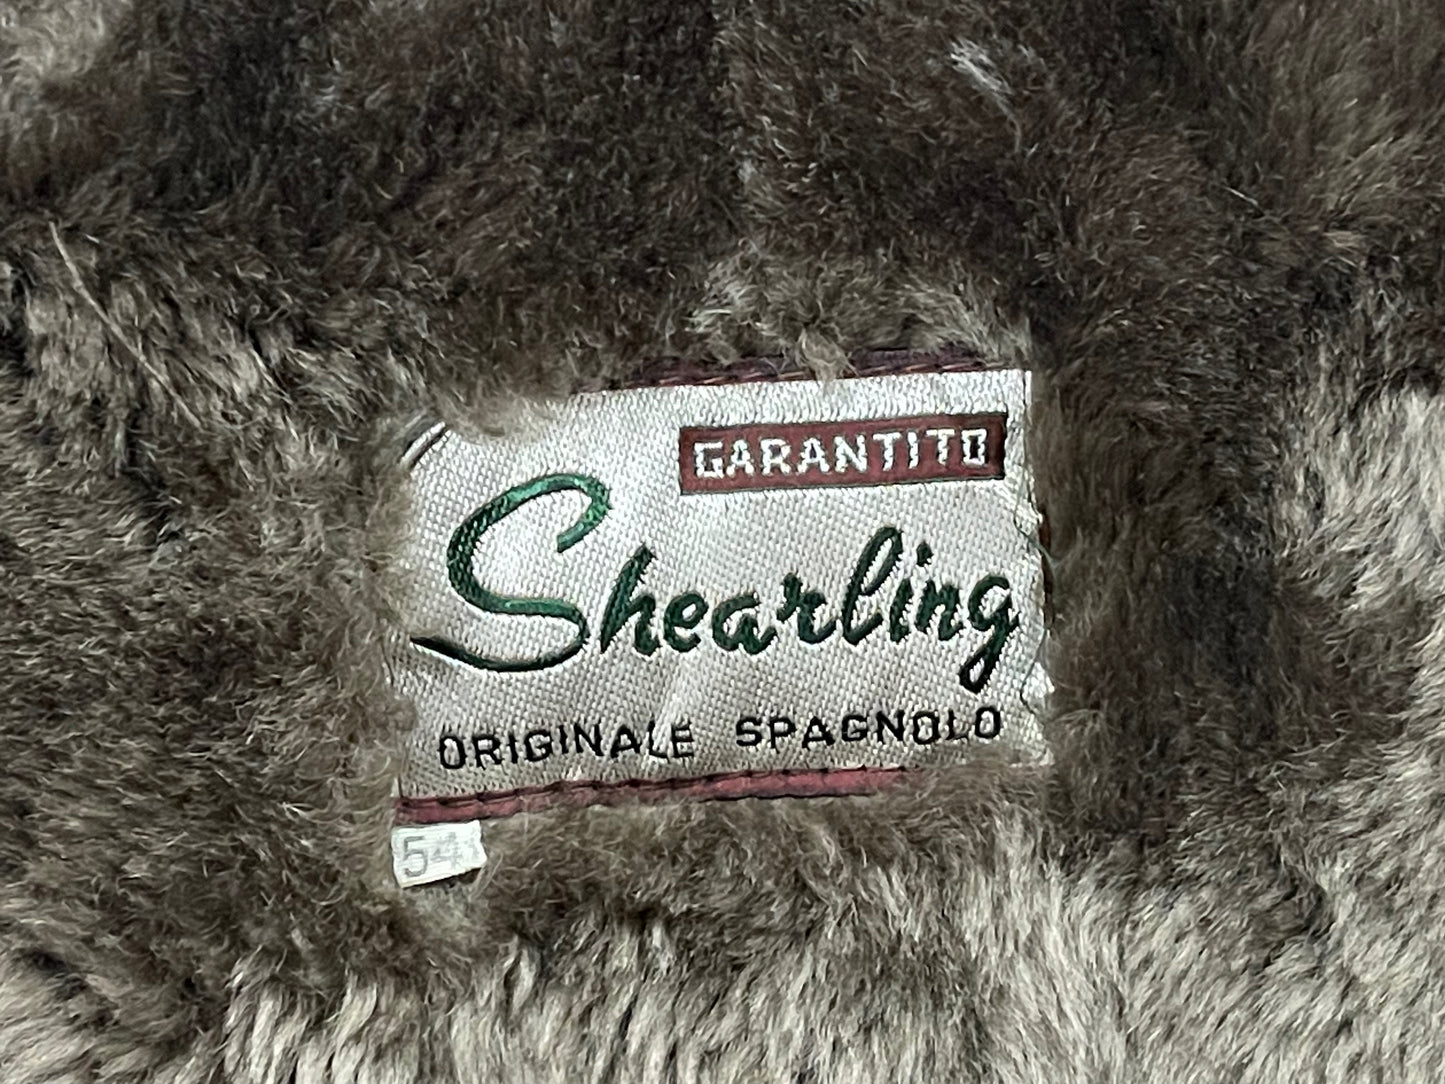 GARANTITO
Shearling
ORIGINALE SPAGNOLO
54